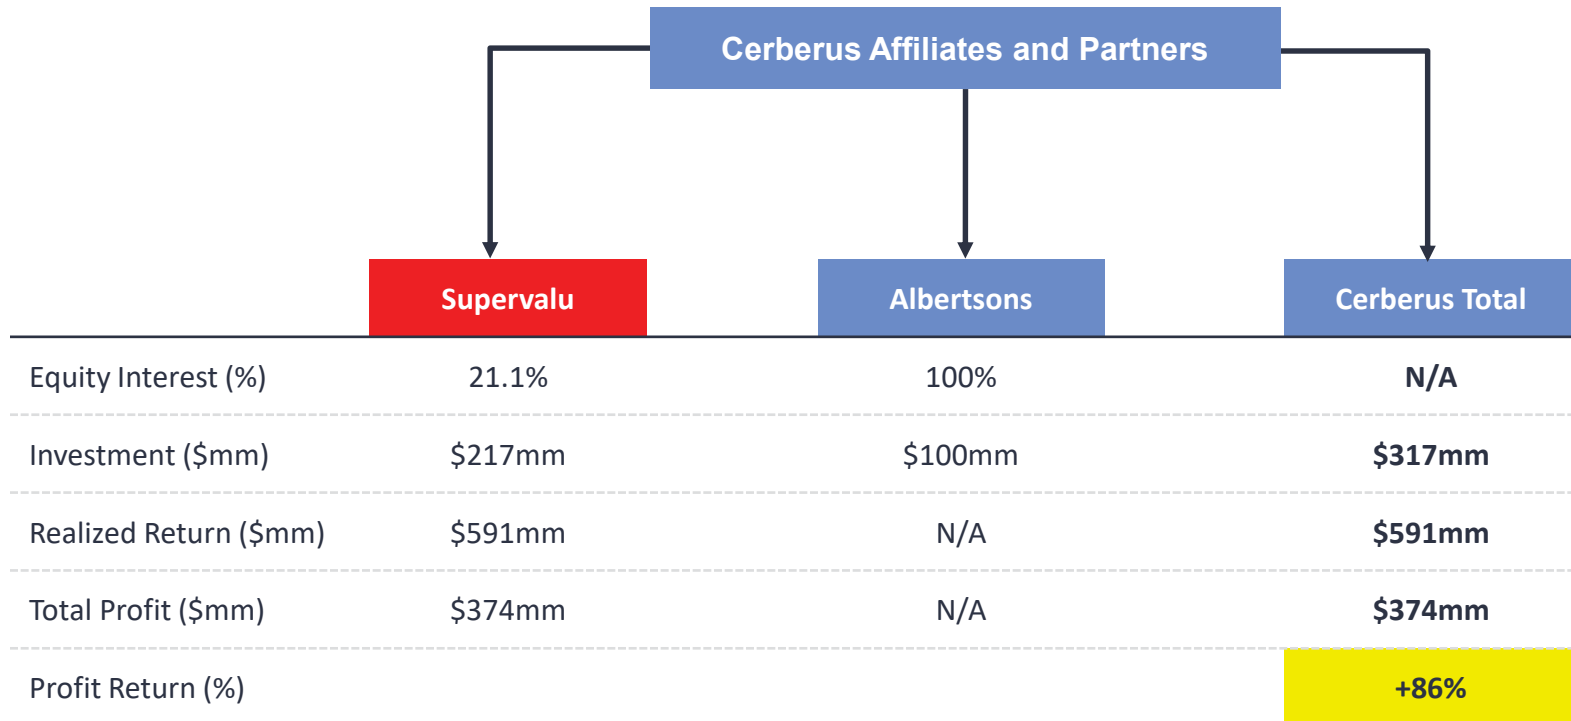 Cerberus Affiliates and Partners
Supervalu Albertsons Cerberus Total
Equity Interest (%) 21.1% 100% N/A
Investment ($mm) $217mm $100mm $317mm
Realized Return ($mm) $591mm N/A $591mm
Total Profit ($mm) $374mm N/A $374mm
Profit Return (%) +86%